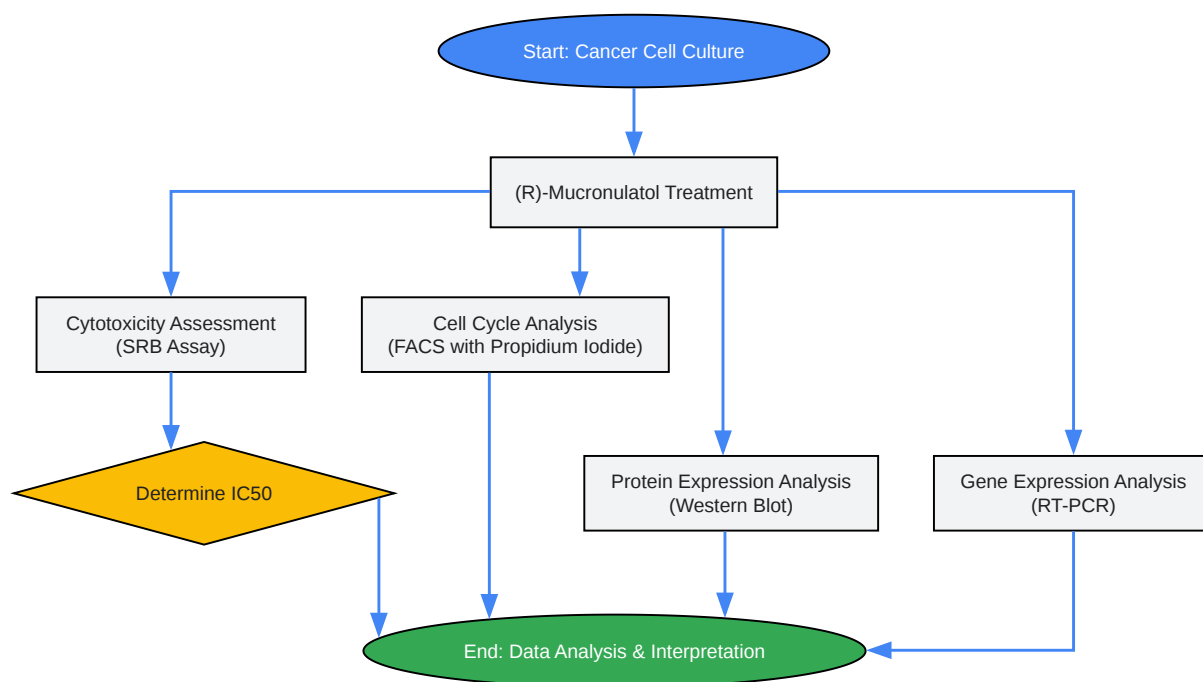 Start: Cancer Cell Culture
(R)-Mucronulatol Treatment
Cytotoxicity Assessment
(SRB Assay)
Cell Cycle Analysis
(FACS with Propidium Iodide)
Determine IC50
Protein Expression Analysis
(Western Blot)
Gene Expression Analysis
(RT-PCR)
End: Data Analysis & Interpretation